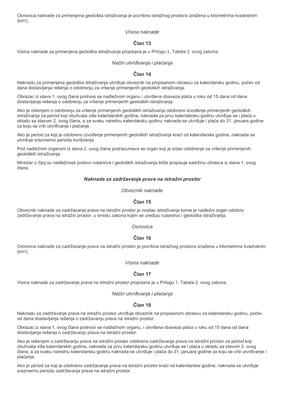 Osnovica naknade za primenjena geološka istraživanja je površina istražnog prostora izražena u kilometrima kvadratnim
(km²).
Visina naknade
Član 13
Visina naknade za primenjena geološka istraživanja propisana je u Prilogu 1, Tabela 2. ovog zakona.
Način utvrđivanja i plaćanja
Član 14
Naknadu za primenjena geološka istraživanja utvrđuje obveznik na propisanom obrascu za kalendarsku godinu, počev od
dana dostavljanja rešenja o odobrenju za vršenje primenjenih geoloških istraživanja.
Obrazac iz stava 1. ovog člana podnosi se nadležnom organu i utvrđena obaveza plaća u roku od 15 dana od dana
dostavljanja rešenja o odobrenju za vršenje primenjenih geoloških istraživanja.
Ako je rešenjem o odobrenju za vršenje primenjenih geoloških istraživanja odobreno izvođenje primenjenih geoloških
istraživanja za period koji obuhvata više kalendarskih godina, naknada za prvu kalendarsku godinu utvrđuje se i plaća u
skladu sa stavom 2. ovog člana, a za svaku narednu kalendarsku godinu naknada se utvrđuje i plaća do 31. januara godine
za koju se vrši utvrđivanje i plaćanje.
Ako je period za koji je odobreno izvođenje primenjenih geoloških istraživanja kraći od kalendarske godine, naknada se
utvrđuje srazmerno periodu korišćenja.
Pod nadležnim organom iz stava 2. ovog člana podrazumeva se organ koji je izdao odobrenje za vršenje primenjenih
geoloških istraživanja.
Ministar u čijoj su nadležnosti poslovi rudarstva i geoloških istraživanja bliže propisuje sadržinu obrasca iz stava 1. ovog
člana.
Naknada za zadržavanje prava na istražni prostor
Obveznik naknade
Član 15
Obveznik naknade za zadržavanje prava na istražni prostor je nosilac istraživanja kome je nadležni organ odobrio
zadržavanje prava na istražni prostor, u smislu zakona kojim se uređuju rudarstvo i geološka istraživanja.
Osnovica
Član 16
Osnovica naknade za zadržavanje prava na istražni prostor je površina istražnog prostora izražena u kilometrima kvadratnim
(km²).
Visina naknade
Član 17
Visina naknade za zadržavanje prava na istražni prostor propisana je u Prilogu 1, Tabela 2. ovog zakona.
Način utvrđivanja i plaćanja
Član 18
Naknadu za zadržavanje prava na istražni prostor utvrđuje obveznik na propisanom obrascu za kalendarsku godinu, počev
od dana dostavljanja rešenja o zadržavanju prava na istražni prostor.
Obrazac iz stava 1. ovog člana podnosi se nadležnom organu, i utvrđena obaveza plaća u roku od 15 dana od dana
dostavljanja rešenja o zadržavanju prava na istražni prostor.
Ako je rešenjem o zadržavanju prava na istražni prostor odobreno zadržavanje prava na istražni prostor za period koji
obuhvata više kalendarskih godina, naknada za prvu kalendarsku godinu utvrđuje se i plaća u skladu sa stavom 2. ovog
člana, a za svaku narednu kalendarsku godinu naknada se utvrđuje i plaća do 31. januara godine za koju se vrši utvrđivanje i
plaćanje.
Ako je period za koji je odobreno zadržavanje prava na istražni prostor kraći od kalendarske godine, naknada se utvrđuje
srazmerno periodu zadržavanja prava na istražni prostor.